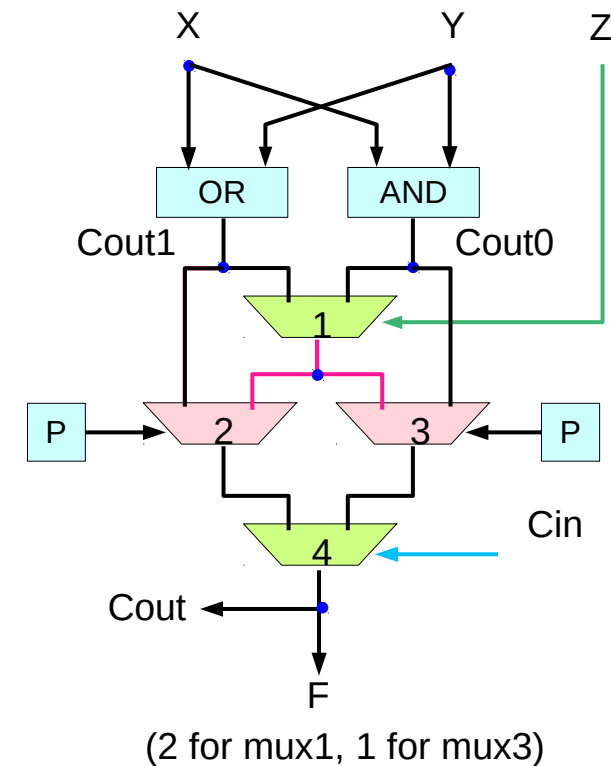 X Y Z
OR AND
Cout1 Cout0
1
P 2 3 P
Cin
4
Cout
F
(2 for mux1, 1 for mux3)